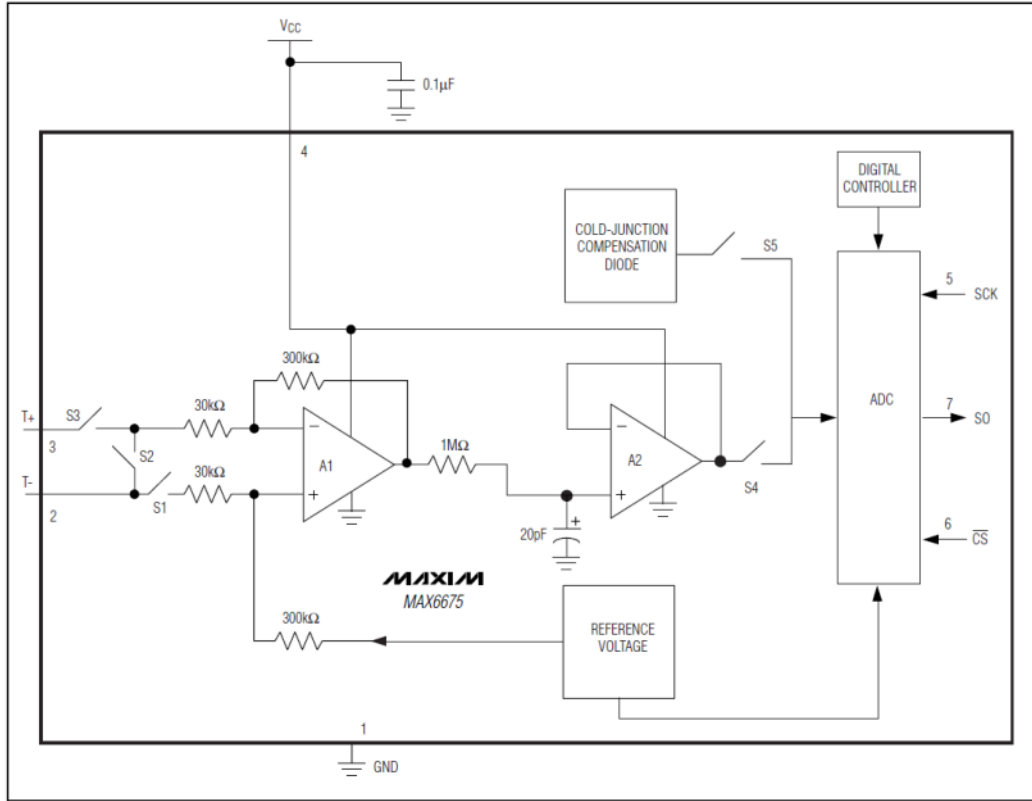 VCC
0.1µF
4
DIGITAL
CONTROLLER
COLD-JUNCTION
COMPENSATION
DIODE
S5
5
SCK
300kΩ
ADC
7
SO
T+
S3
3
30kΩ
S2
A1
1MΩ
A2
S4
T-
2
S1
30kΩ
20pF
6
CS
MAXIM
MAX6675
300kΩ
REFERENCE
VOLTAGE
1
GND